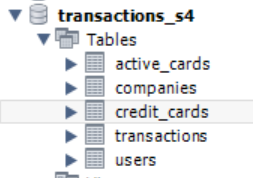 transactions_s4
Tables
active_cards
companies
credit_cards
transactions
users